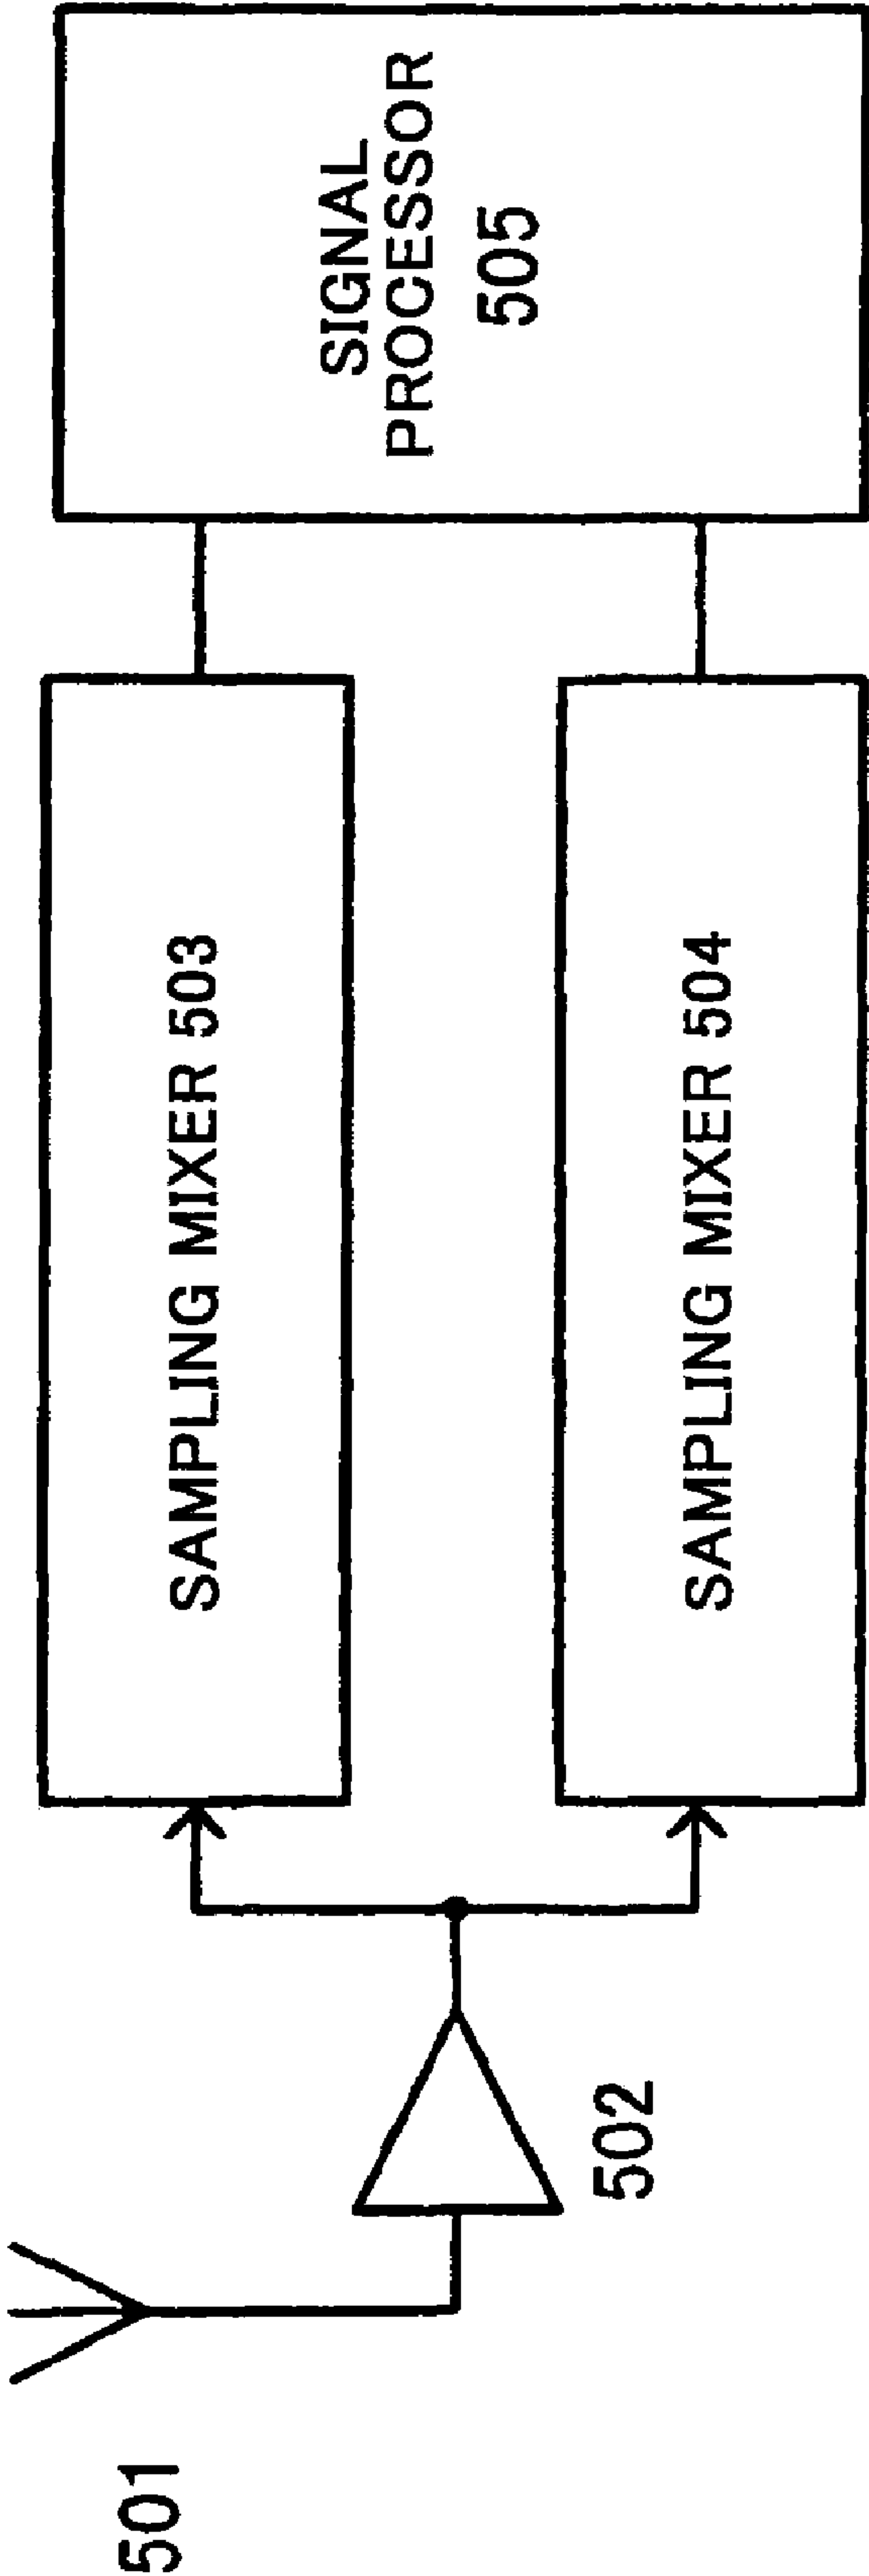 501
502
SAMPLING MIXER 503
SAMPLING MIXER 504
SIGNAL
PROCESSOR
505